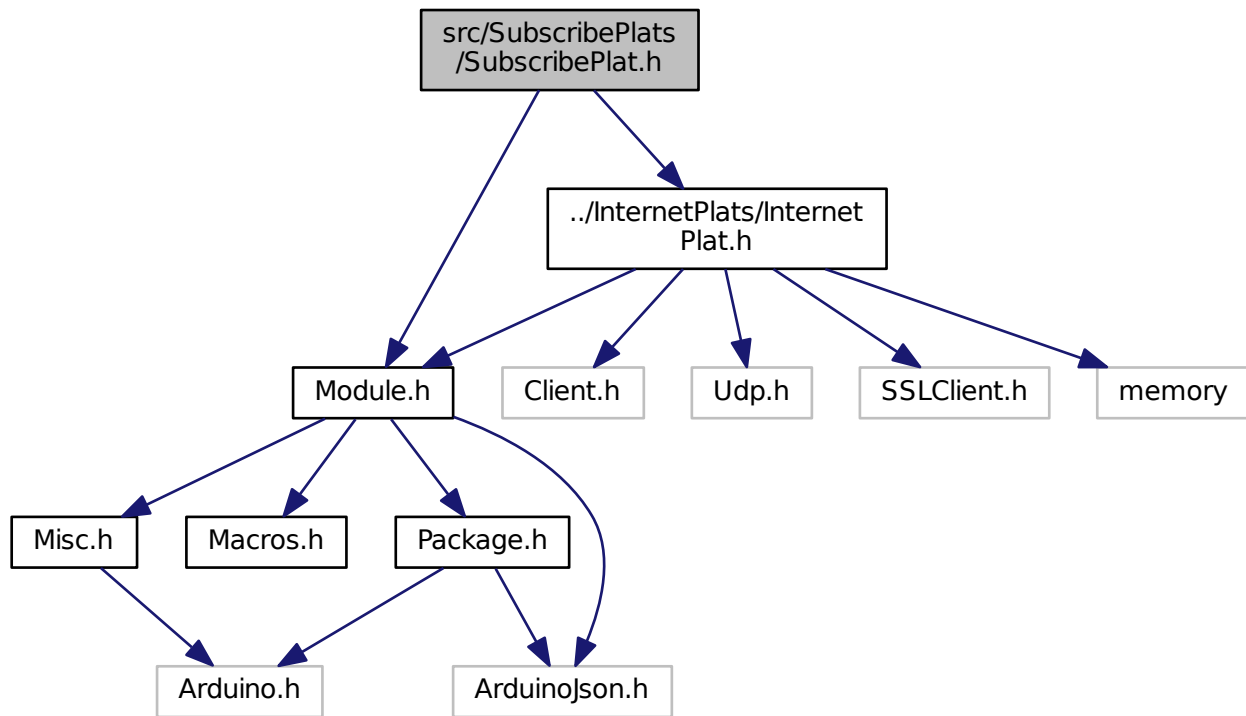 src/SubscribePlats
/SubscribePlat.h
../InternetPlats/Internet
Plat.h
Module.h
Client.h
Udp.h
SSLClient.h
memory
Misc.h
Macros.h
Package.h
Arduino.h
ArduinoJson.h